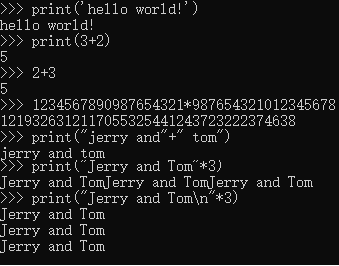 >>> print('hello world!')
hello world!
>>> print(3+2)
5
>>> 2+3
5
>>> 1234567890987654321*987654321012345678
1219326312117055325441243723222374638
>>> print("jerry and"+" tom")
jerry and tom
>>> print("Jerry and Tom"*3)
Jerry and TomJerry and TomJerry and Tom
>>> print("Jerry and Tom\n"*3)
Jerry and Tom
Jerry and Tom
Jerry and Tom